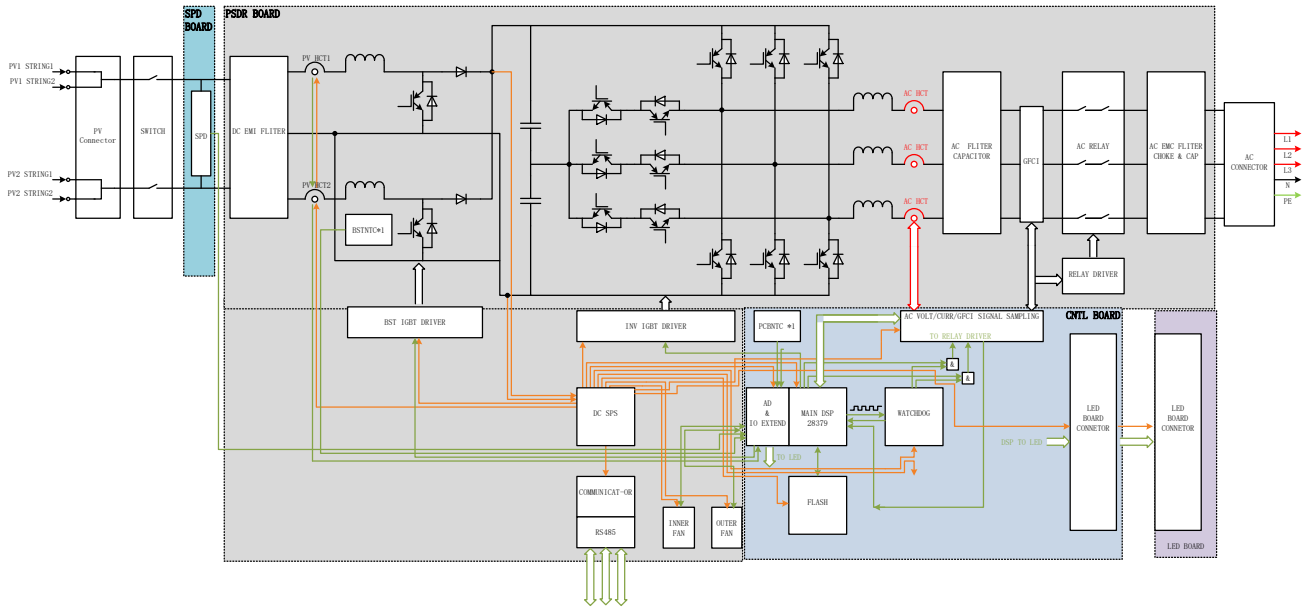 SPD
BOARD
PSDR BOARD
PV1 STRING1
PV1 STRING2
PV2 STRING1
PV2 STRING2
PV
Connector
SWITCH
SPD
DC EMI FLITER
PV HCT1
PV HCT2
BSTNTC*1
AC HCT
AC HCT
AC HCT
AC FLITER
CAPACITOR
GFCI
AC RELAY
AC EMC FLITER
CHOKE & CAP
AC
CONNECTOR
L1
L2
L3
N
PE
RELAY DRIVER
BST IGBT DRIVER
INV IGBT DRIVER
PCBNTC *1
AC VOLT/CURR/GFCI SIGNAL SAMPLING
TO RELAY DRIVER
CNTL BOARD
&
&
DC SPS
AD
&
IO EXTEND
MAIN DSP
28379
WATCHDOG
TO LED
DSP TO LED
LED
BOARD
CONNETOR
LED
BOARD
CONNETOR
COMMUNICAT-OR
RS485
INNER
FAN
OUTER
FAN
FLASH
LED BOARD